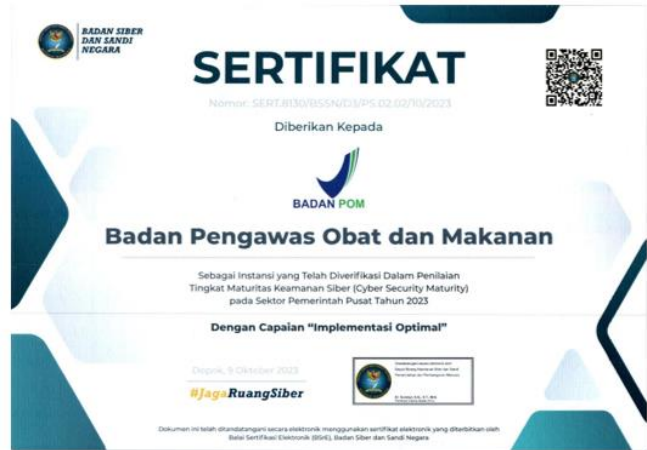 BADAN SIBER
DAN SANDI
NEGARA
SERTIFIKAT
Nomor: SERT.8130/BSSN/D3/PS.02.02/10/2023
Diberikan Kepada
BADAN POM
Badan Pengawas Obat dan Makanan
Sebagai Instansi yang Telah Diverifikasi Dalam Penilaian
Tingkat Maturitas Keamanan Siber (Cyber Security Maturity)
pada Sektor Pemerintah Pusat Tahun 2023
Dengan Capaian “Implementasi Optimal”
Depok, 9 Oktober 2023
#JagaRuangSiber
Dokumen ini telah ditandatangani secara elektronik menggunakan sertifikat elektronik yang diterbitkan oleh
Balai Sertifikasi Elektronik (BSrE), Badan Siber dan Sandi Negara